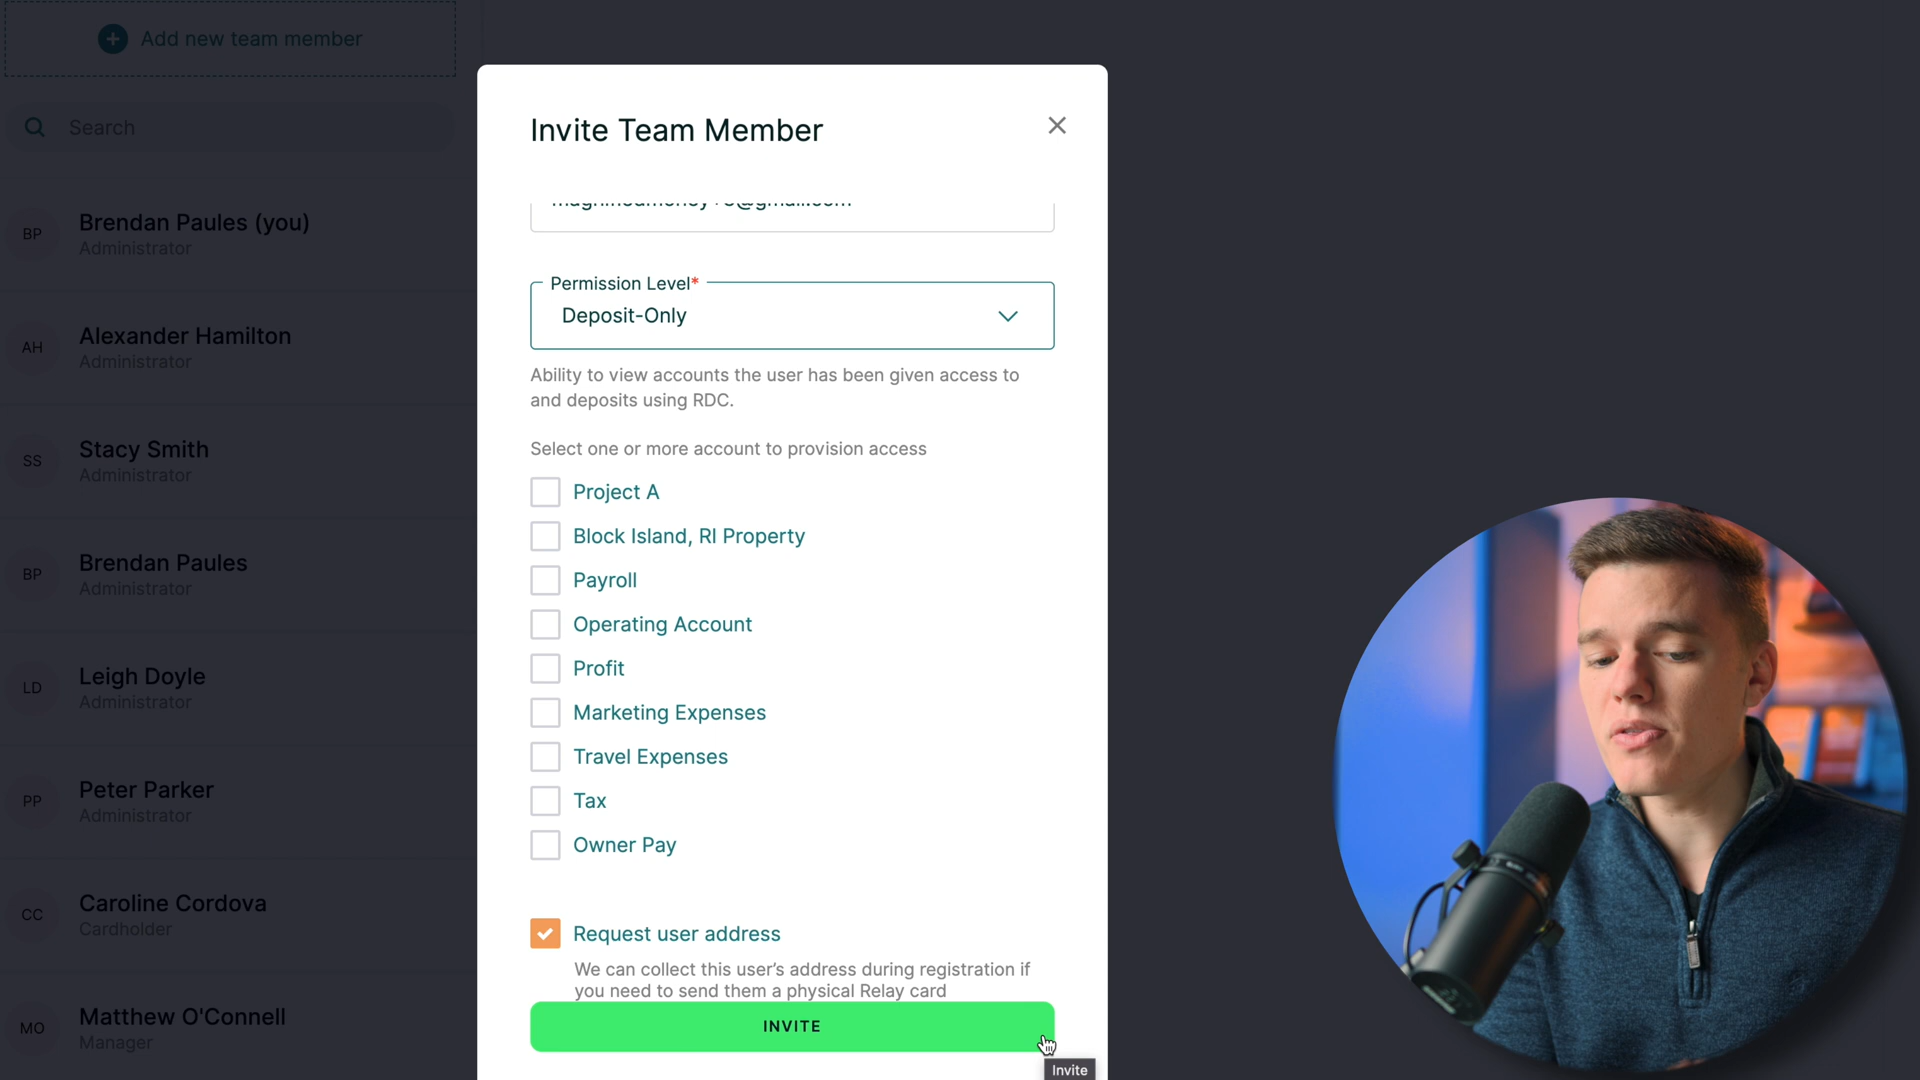 Add new team member
Search
BP
Brendan Paules (you)
Administrator
AH
Alexander Hamilton
Administrator
SS
Stacy Smith
Administrator
BP
Brendan Paules
Administrator
LD
Leigh Doyle
Administrator
PP
Peter Parker
Administrator
CC
Caroline Cordova
Cardholder
MO
Matthew O'Connell
Manager
Invite Team Member
Permission Level*
Deposit-Only
Ability to view accounts the user has been given access to
and deposits using RDC.
Select one or more account to provision access
Project A
Block Island, RI Property
Payroll
Operating Account
Profit
Marketing Expenses
Travel Expenses
Tax
Owner Pay
Request user address
We can collect this user's address during registration if
you need to send them a physical Relay card
INVITE
Invite